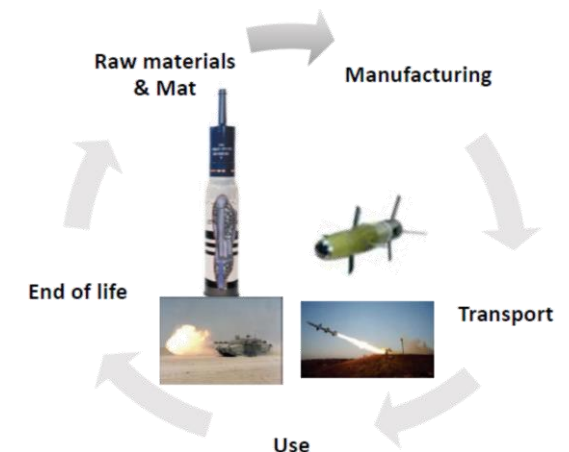 Raw materials
& Mat
Manufacturing
Transport
Use
End of life